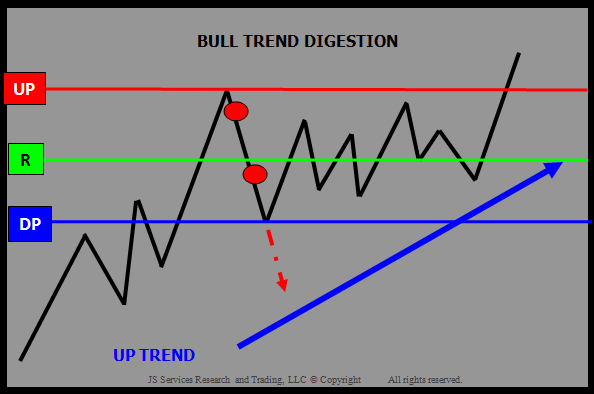 BULL TREND DIGESTION
UP
R
DP
UP TREND
JS Services Research and Trading, LLC © Copyright All rights reserved.